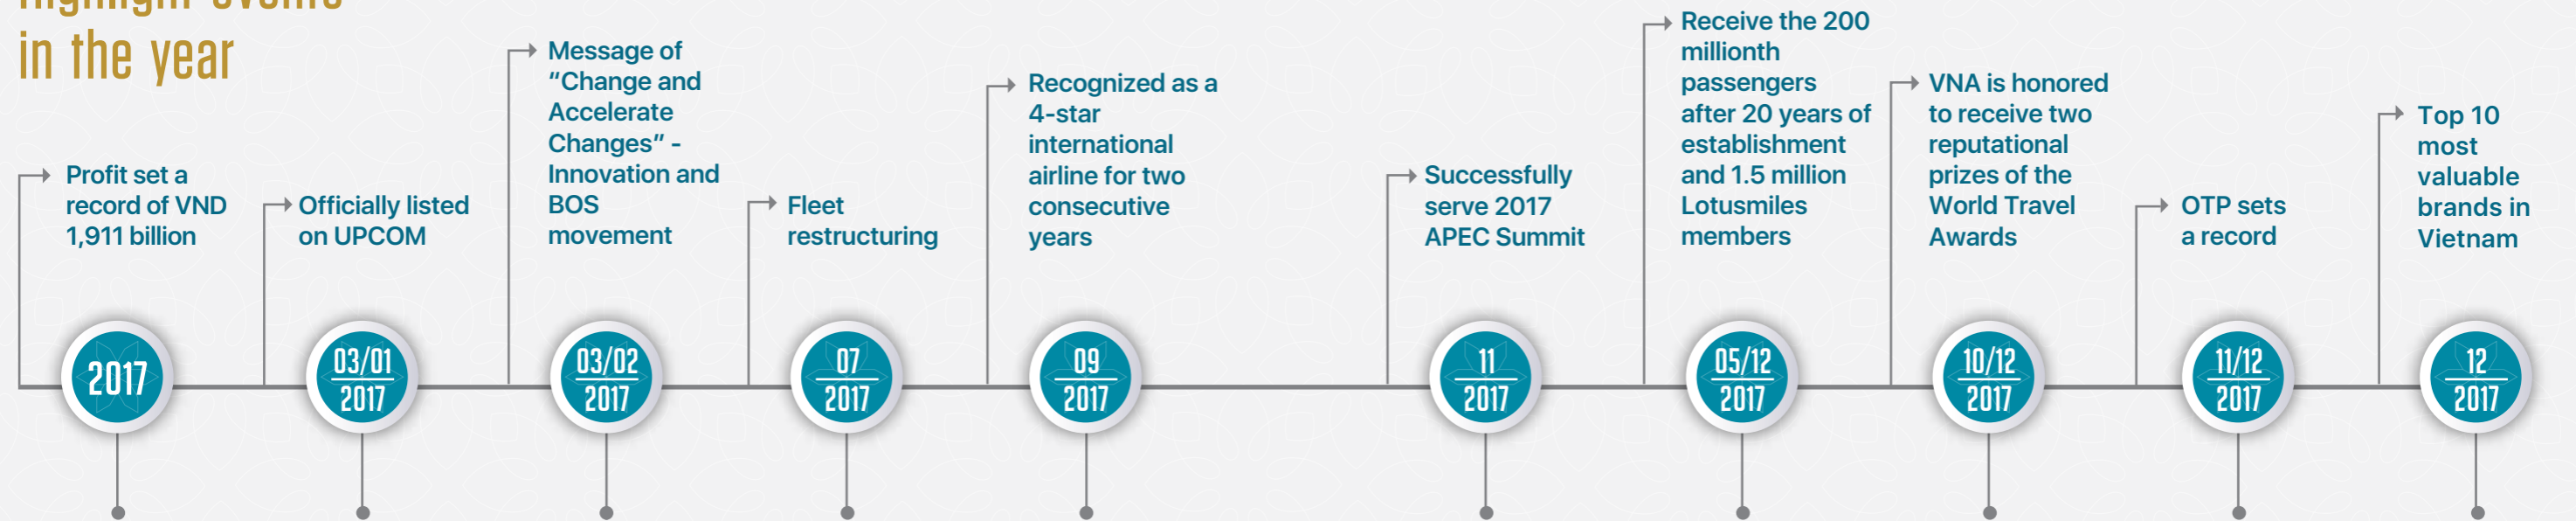 Highlight events
in the year
Profit set a
record of VND
1,911 billion
2017
Officially listed
on UPCOM
03/01
2017
Message of
“Change and
Accelerate
Changes” -
Innovation and
BOS
movement
03/02
2017
Fleet
restructuring
07
2017
Recognized as a
4-star
international
airline for two
consecutive
years
09
2017
Successfully
serve 2017
APEC Summit
11
2017
Receive the 200
millionth
passengers
after 20 years of
establishment
and 1.5 million
Lotusmiles
members
05/12
2017
VNA is honored
to receive two
reputational
prizes of the
World Travel
Awards
10/12
2017
OTP sets
a record
11/12
2017
Top 10
most
valuable
brands in
Vietnam
12
2017